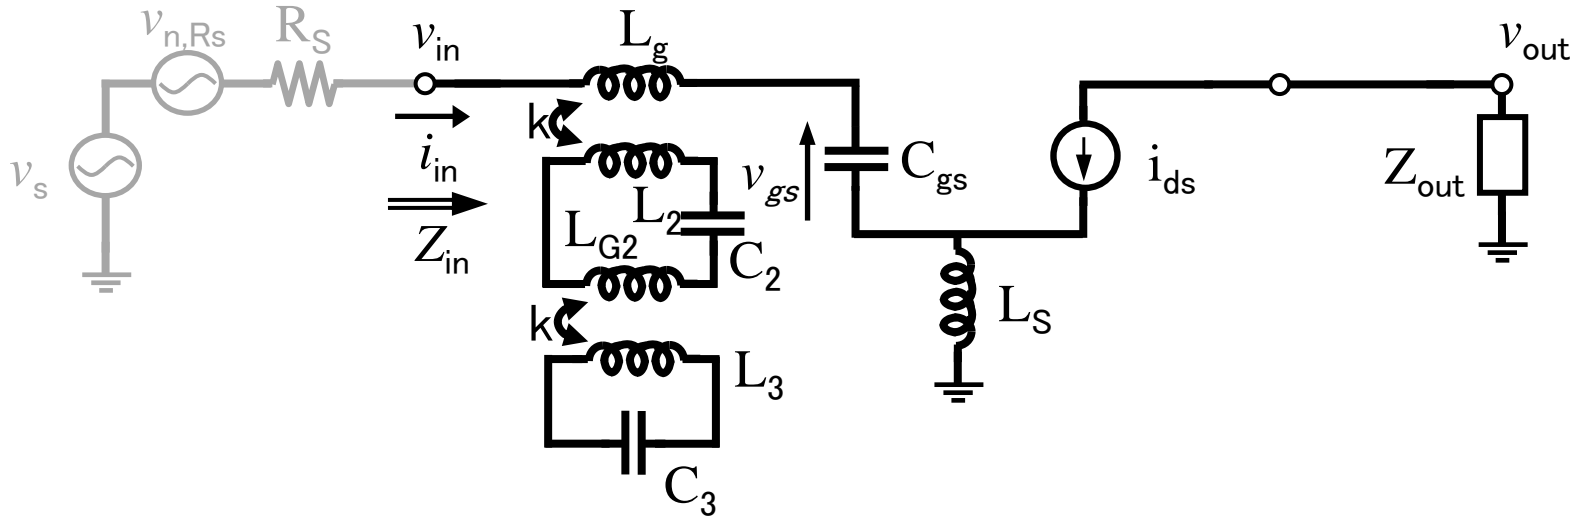 v_n,Rs
R_S
v_in
L_g
v_out
k
i_in
v_s
v_gs
C_gs
i_ds
Z_out
L_2
L_G2
Z_in
C_2
k
L_S
L_3
C_3